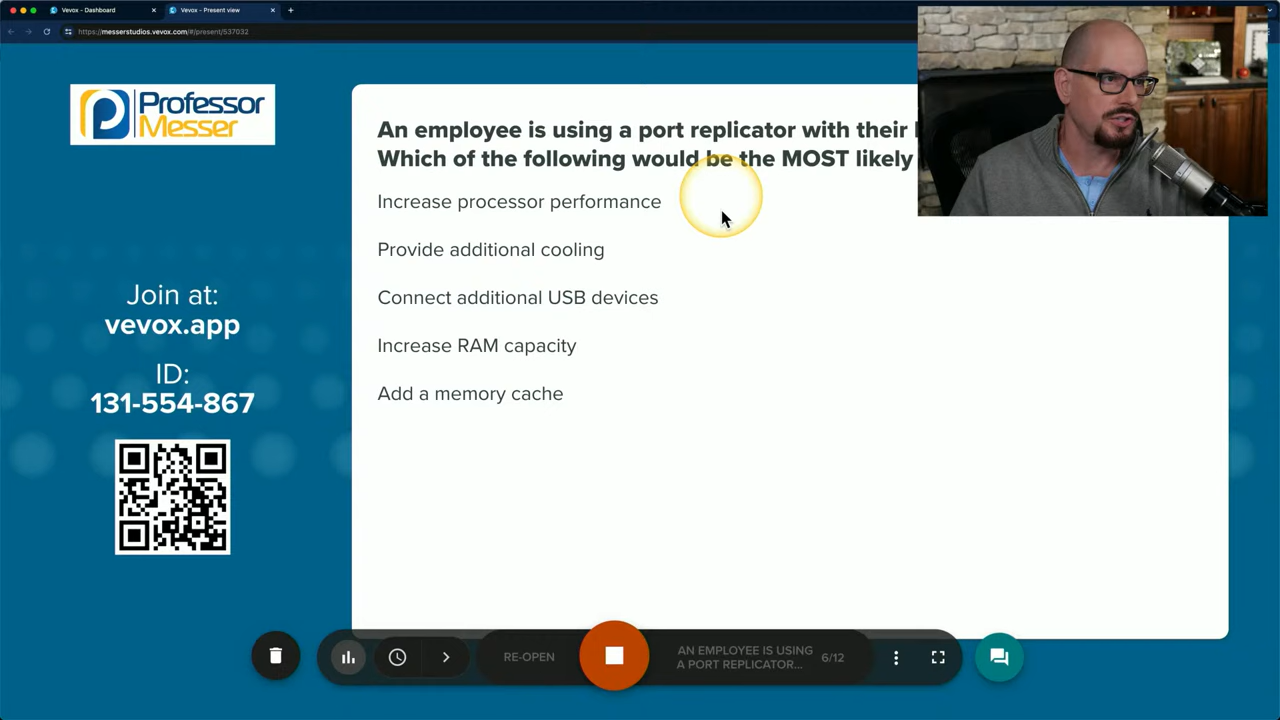 Vevox - Dashboard
Vevox - Present view
https://messerstudios.vevox.com/#/present/537032
Professor
Messer
An employee is using a port replicator with their
Which of the following would be the MOST likely
Increase processor performance
Provide additional cooling
Connect additional USB devices
Increase RAM capacity
Add a memory cache
Join at:
vevox.app
ID:
131-554-867
RE-OPEN
AN EMPLOYEE IS USING
A PORT REPLICATOR...
6/12